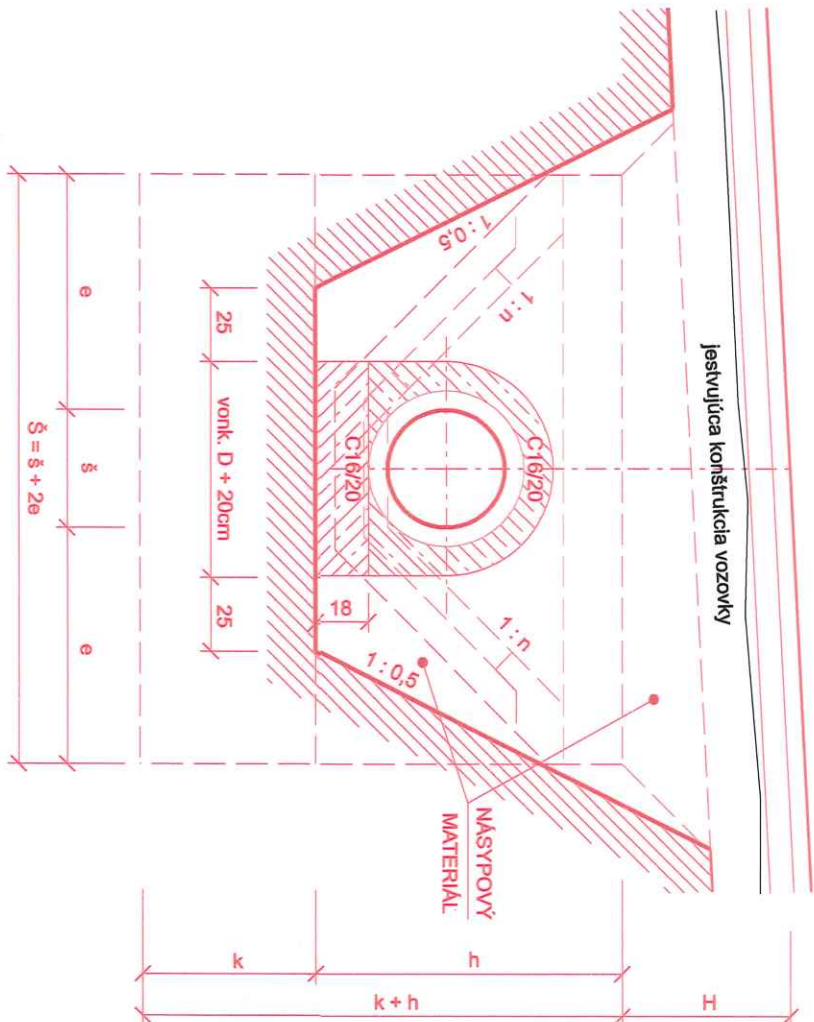 jestvujúca konštrukcia vozovky
1 : 0,5
1 : n
C16/20
C16/20
1 : n
1 : 0,5
18
NÁSYPOVÝ
MATERIÁL
25
vonk. D + 20cm
25
e
š
e
Š = š + 2e
k
h
k + h
H